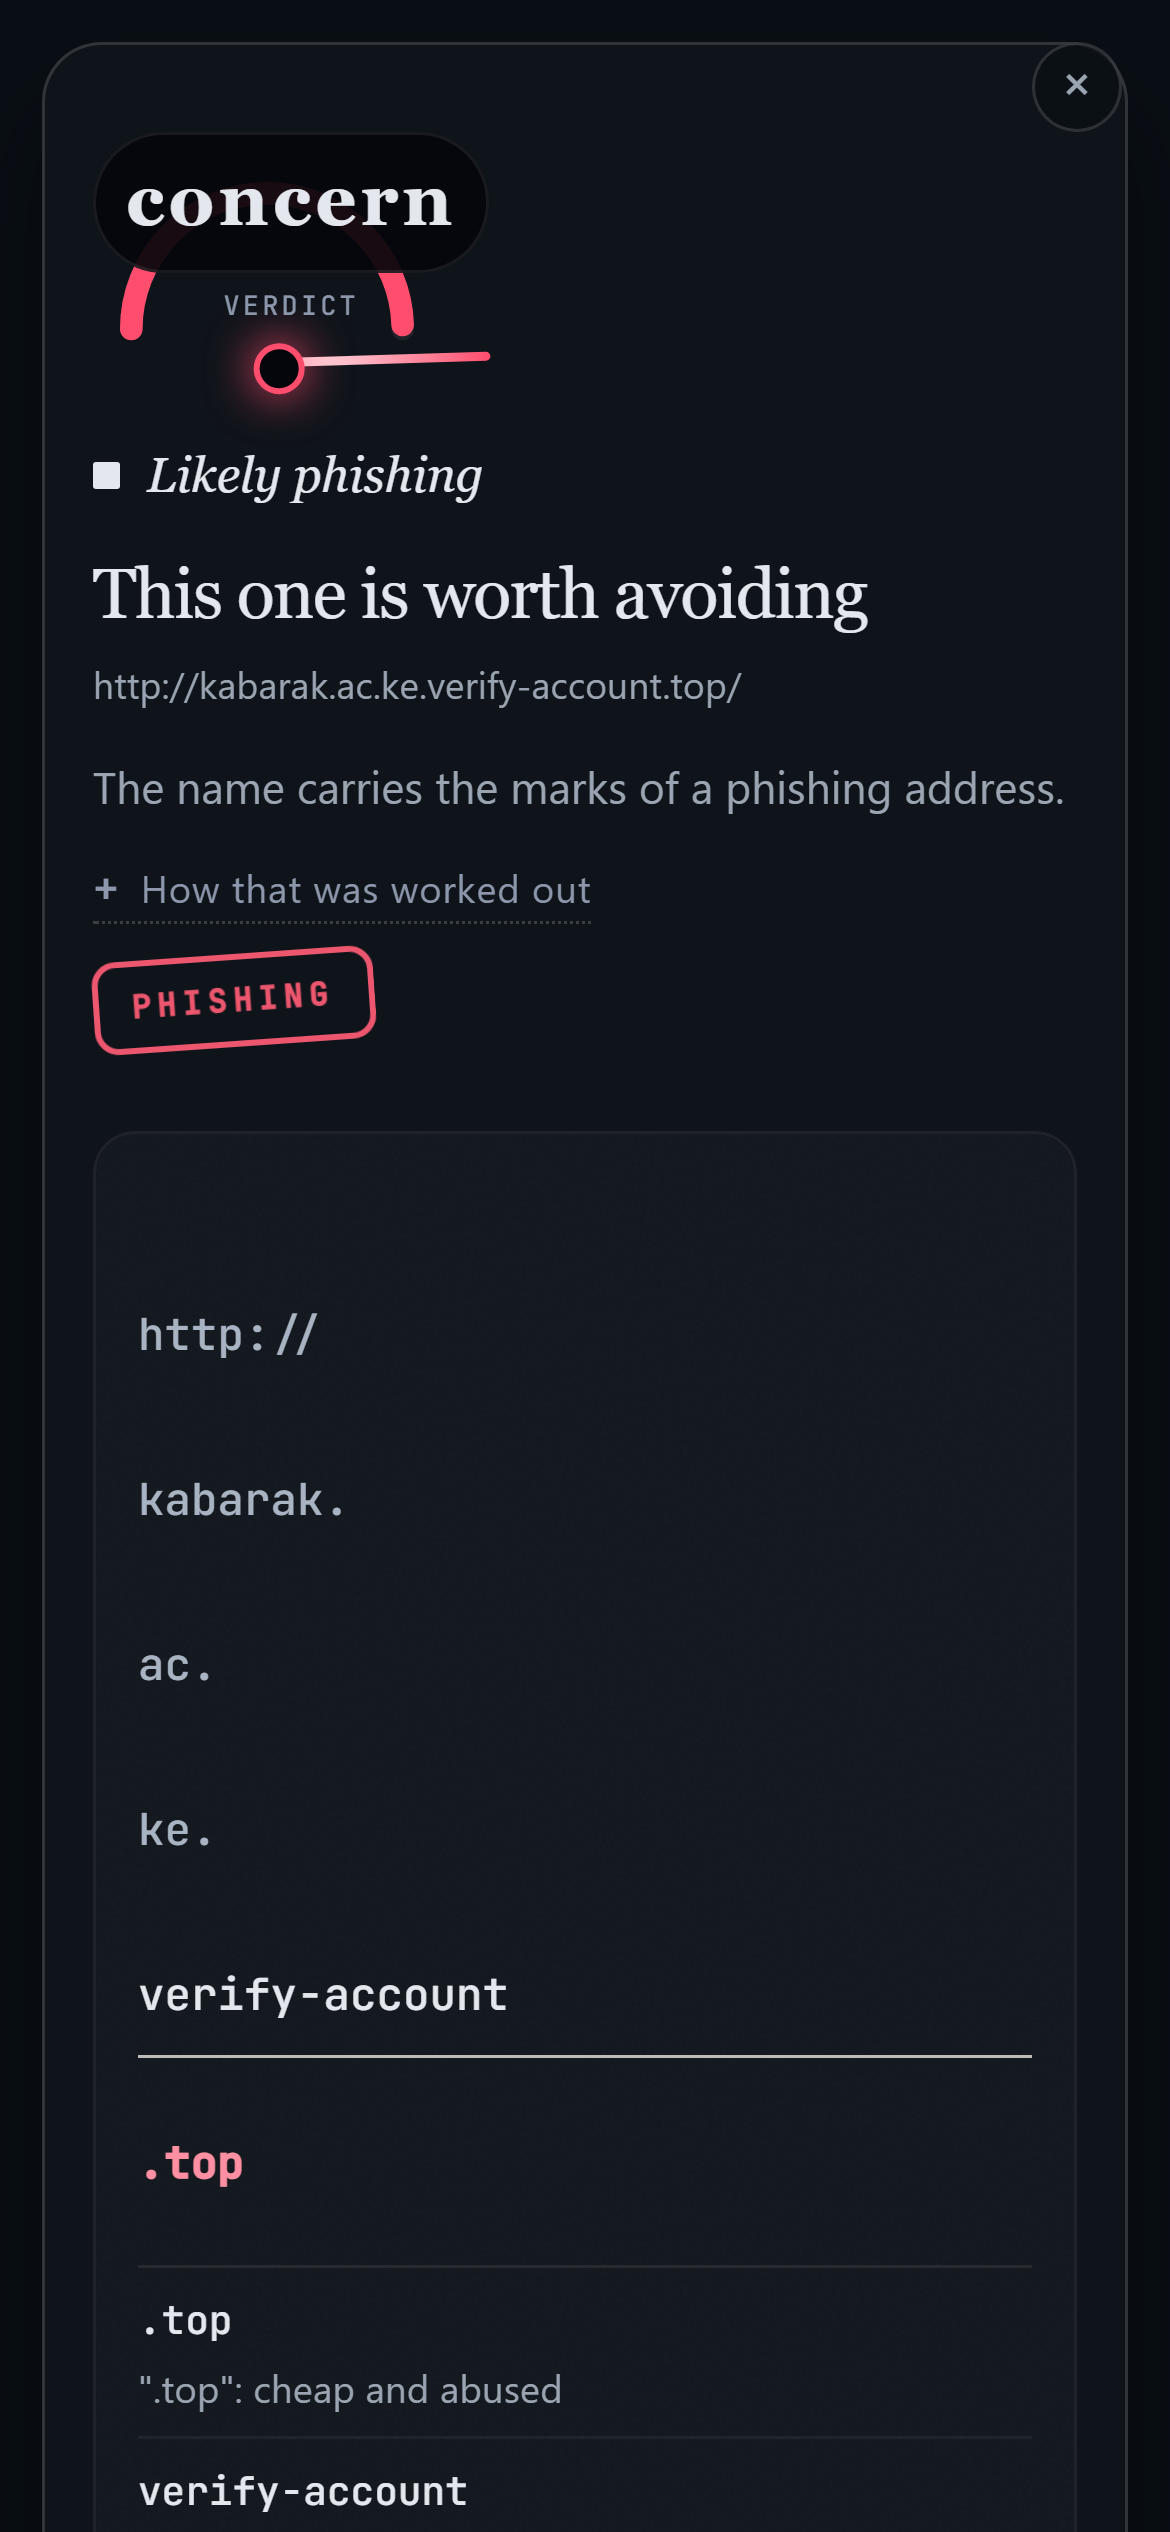 ×
concern
VERDICT
Likely phishing
This one is worth avoiding
http://kabarak.ac.ke.verify-account.top/
The name carries the marks of a phishing address.
+ How that was worked out
PHISHING
http://
kabarak.
ac.
ke.
verify-account
.top
.top
".top": cheap and abused
verify-account